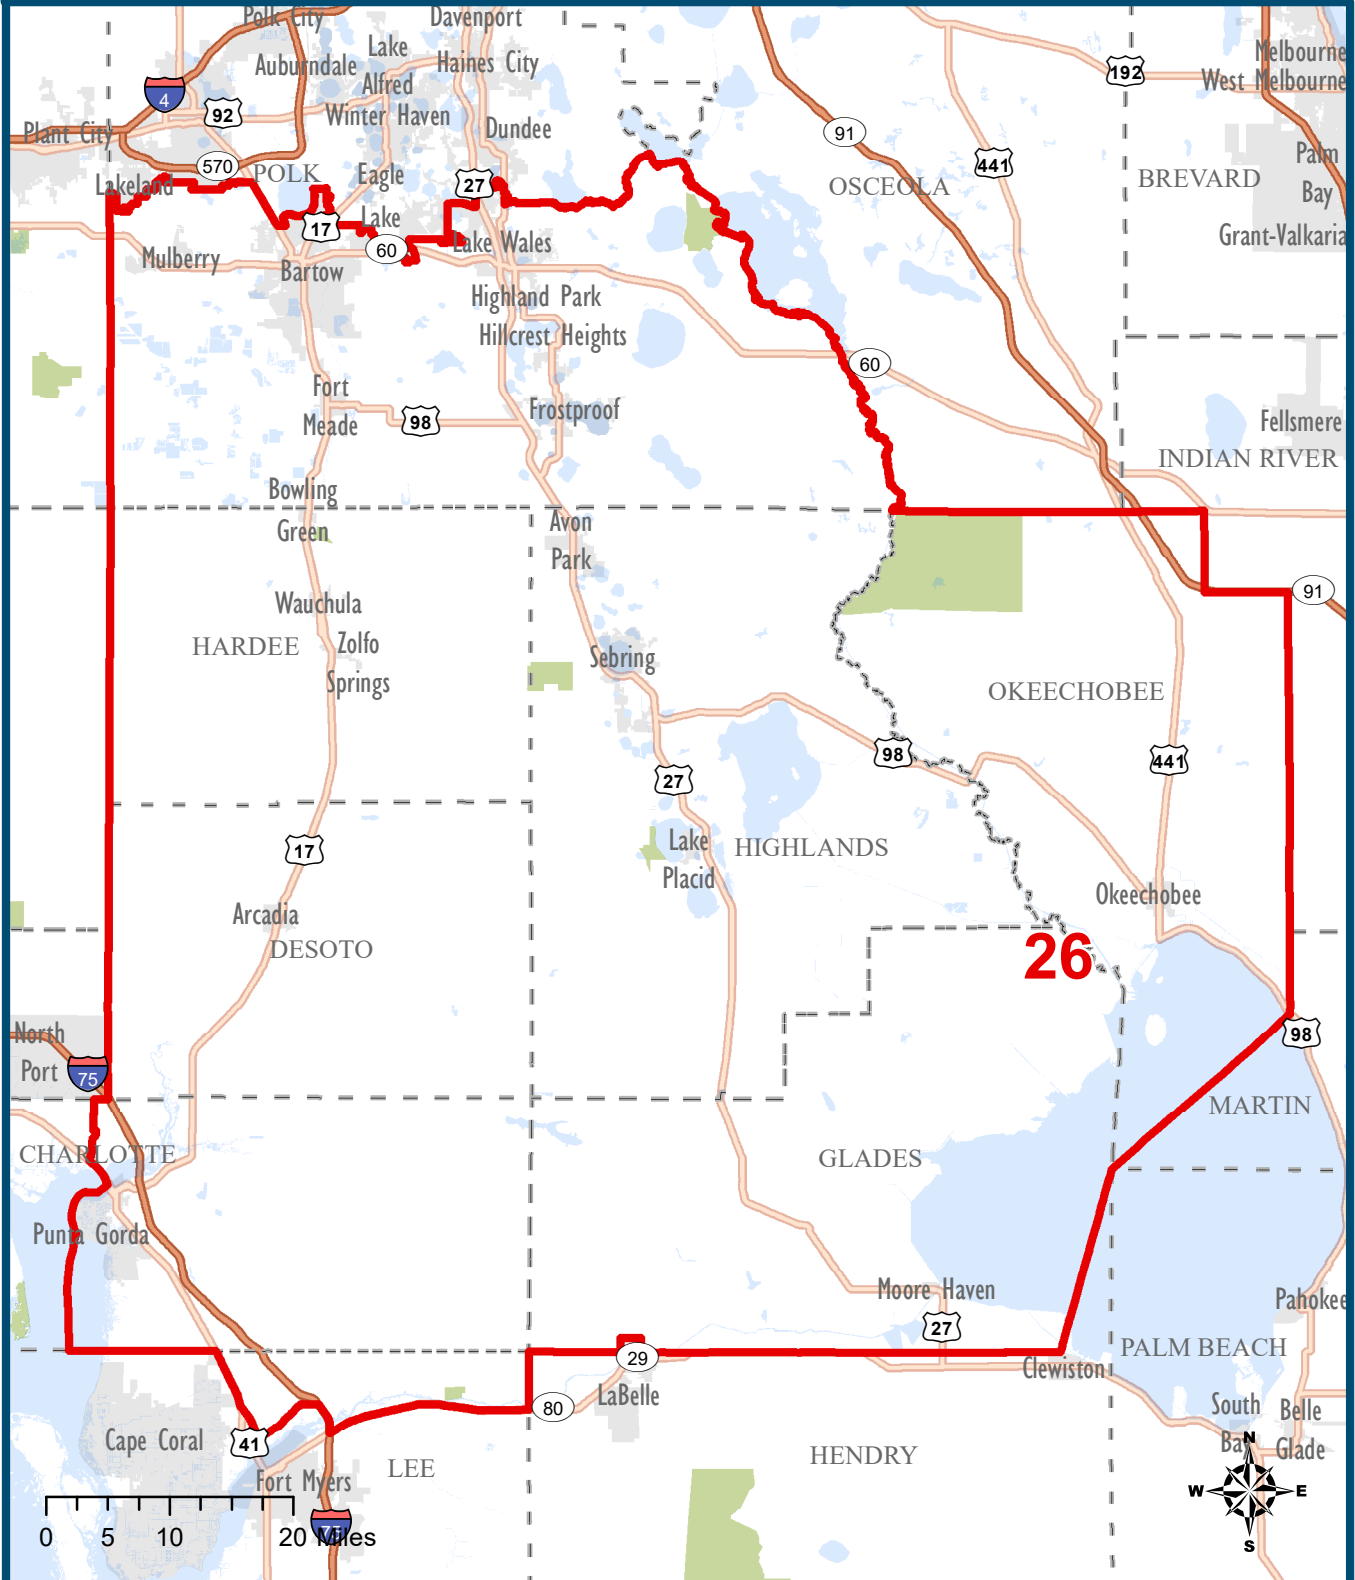 Polk City
Davenport
Lake
Alfred
Auburndale
Haines City
Melbourne
West Melbourne
192
4
92
Winter Haven
Plant City
Dundee
91
441
Palm
Bay
570
POLK
Eagle
Lake
27
OSCEOLA
BREVARD
Lakeland
17
60
Lake Wales
Grant-Valkaria
Mulberry
Bartow
Highland Park
Hillcrest Heights
60
Fort
Meade
98
Frostproof
Fellsmere
INDIAN RIVER
Bowling
Green
Avon
Park
91
Wauchula
HARDEE
Zolfo
Springs
Sebring
OKEECHOBEE
98
441
27
17
Lake
Placid
HIGHLANDS
Okeechobee
Arcadia
DESOTO
26
North
Port
75
98
MARTIN
CHARLOTTE
GLADES
Punta Gorda
Moore Haven
Pahokee
27
PALM BEACH
29
Clewiston
LaBelle
80
South
Bay
Belle
Glade
41
Cape Coral
HENDRY
LEE
Fort Myers
N
W
E
S
75
0 5 10 20 Miles